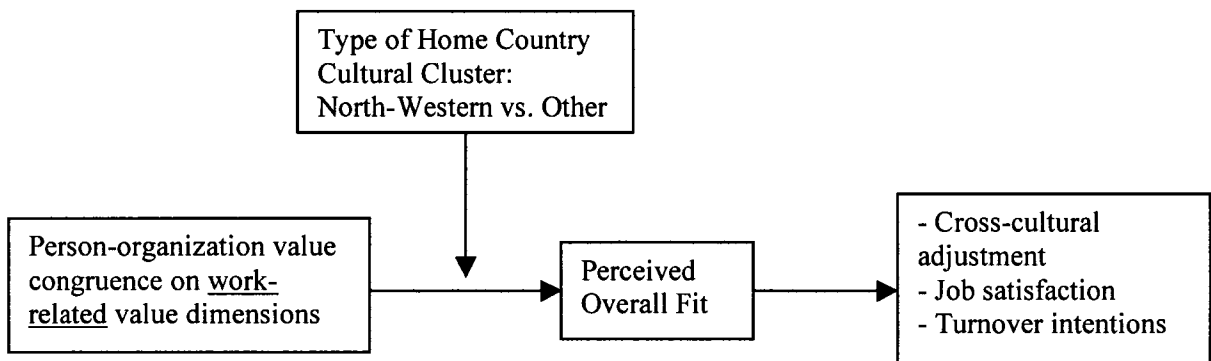 Type of Home Country
Cultural Cluster:
North-Western vs. Other
Person-organization value
congruence on work-
related value dimensions
Perceived
Overall Fit
- Cross-cultural
adjustment
- Job satisfaction
- Turnover intentions